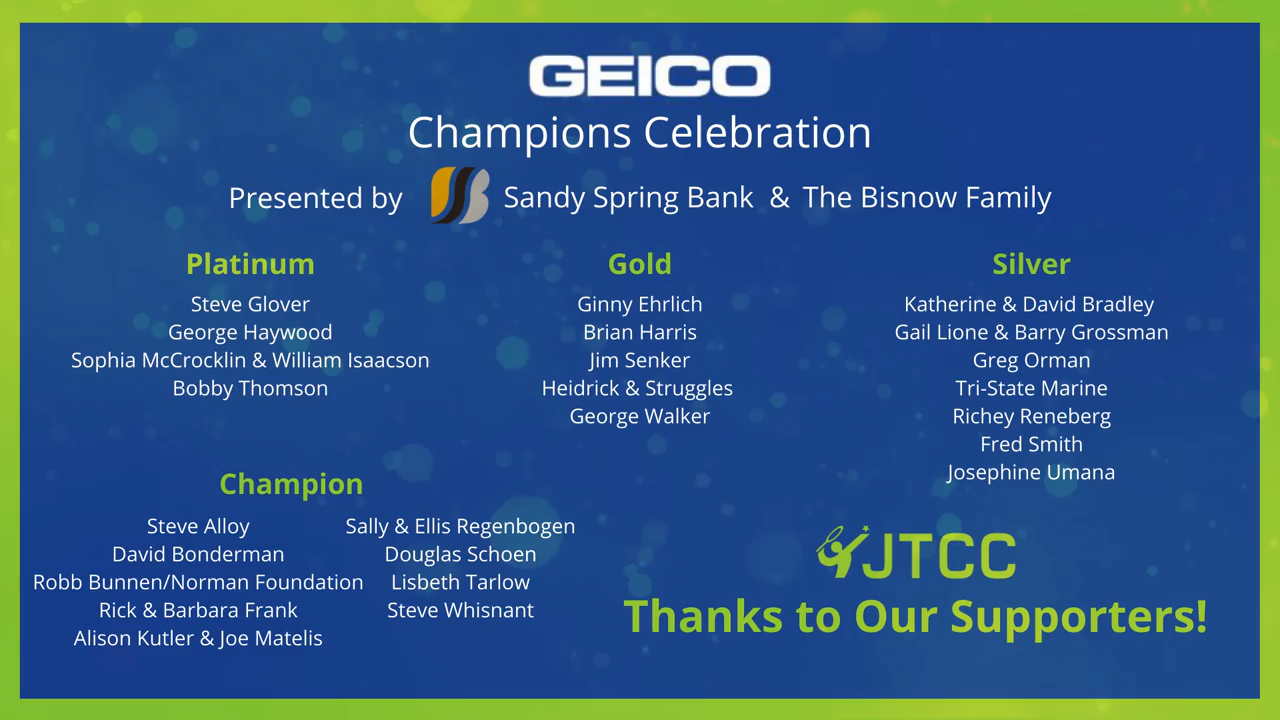 GEICO
Champions Celebration
Presented by Sandy Spring Bank & The Bisnow Family
Platinum
Steve Glover
George Haywood
Sophia McCrocklin & William Isaacson
Bobby Thomson
Gold
Ginny Ehrlich
Brian Harris
Jim Senker
Heidrick & Struggles
George Walker
Silver
Katherine & David Bradley
Gail Lione & Barry Grossman
Greg Orman
Tri-State Marine
Richey Reneberg
Fred Smith
Josephine Umana
Champion
Steve Alloy
David Bonderman
Robb Bunnen/Norman Foundation
Rick & Barbara Frank
Alison Kutler & Joe Matelis
Sally & Ellis Regenbogen
Douglas Schoen
Lisbeth Tarlow
Steve Whisnant
JTCC
Thanks to Our Supporters!